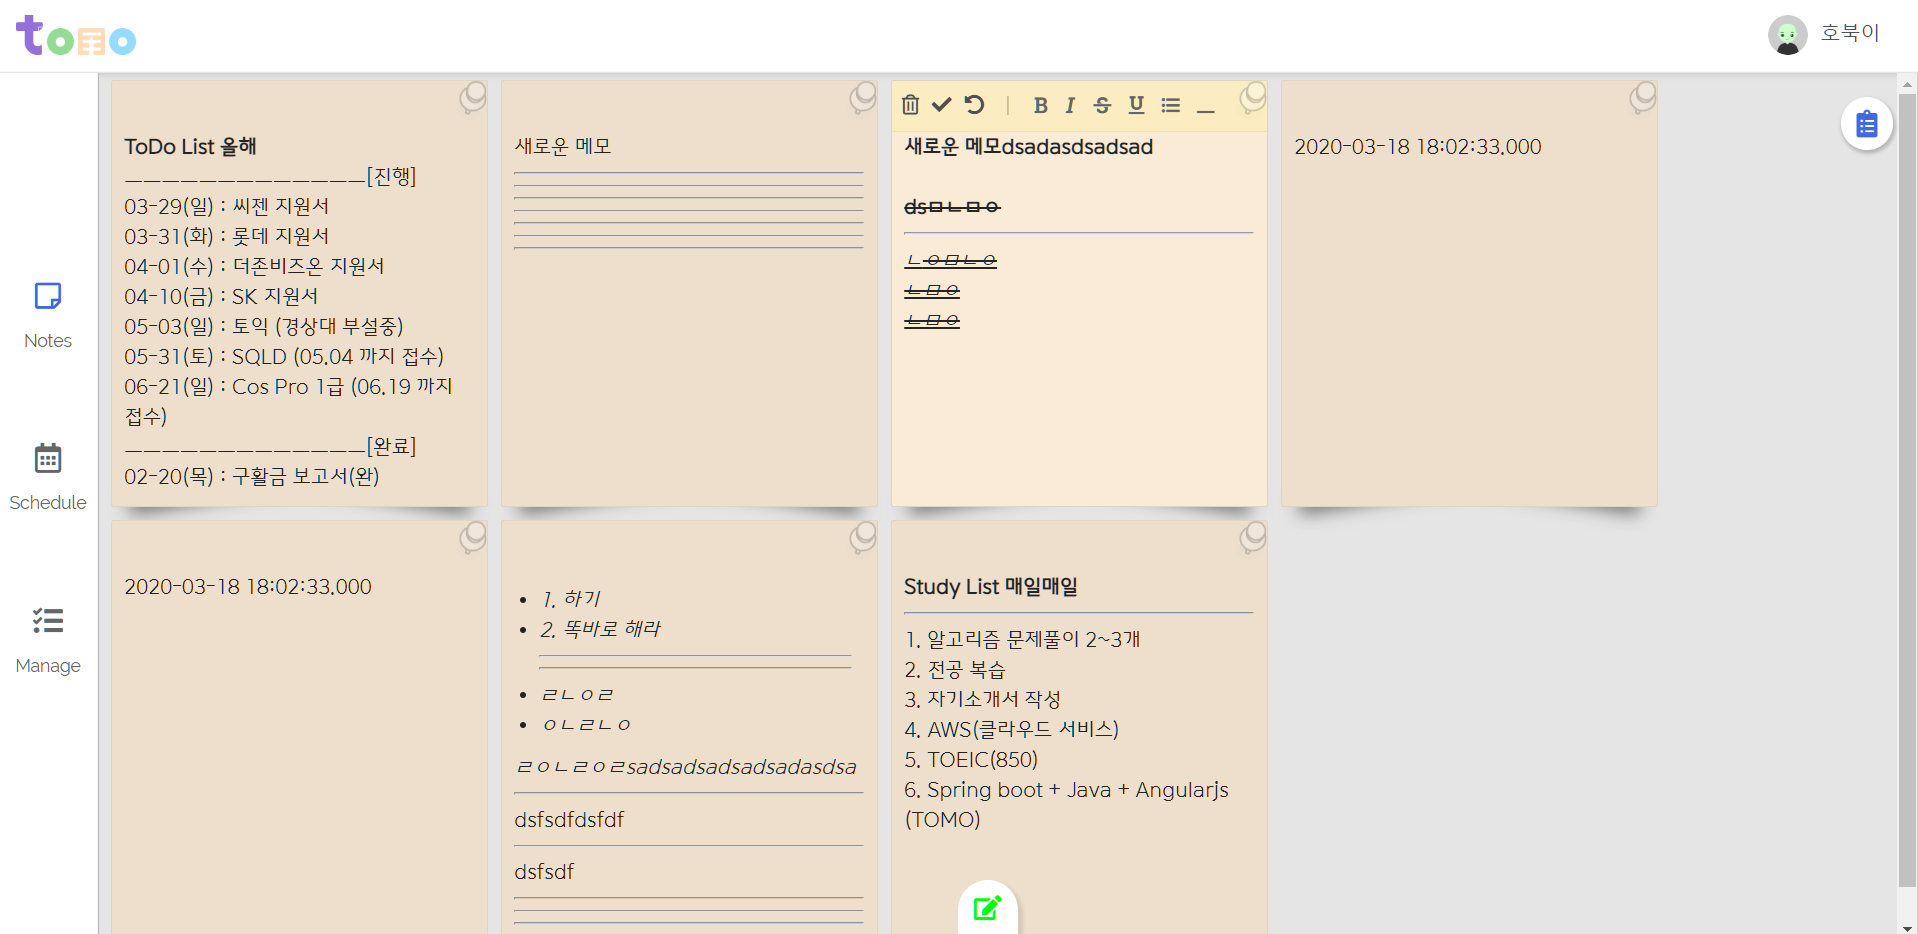 tomo
호북이
Notes
Schedule
Manage
ToDo List 올해
ㅡㅡㅡㅡㅡㅡㅡㅡㅡㅡㅡㅡㅡ[진행]
03-29(일) : 씨젠 지원서
03-31(화) : 롯데 지원서
04-01(수) : 더존비즈온 지원서
04-10(금) : SK 지원서
05-03(일) : 토익 (경상대 부설중)
05-31(토) : SQLD (05.04 까지 접수)
06-21(일) : Cos Pro 1급 (06.19 까지
접수)
ㅡㅡㅡㅡㅡㅡㅡㅡㅡㅡㅡㅡㅡ[완료]
02-20(목) : 구활금 보고서(완)
새로운 메모
B I S U
새로운 메모dsadasdsadsad
dsㅁㄴㅁㅇ
ㄴㅇㅁㄴㅇ
ㄴㅁㅇ
ㄴㅁㅇ
2020-03-18 18:02:33.000
2020-03-18 18:02:33.000
• 1. 하기
• 2. 똑바로 해라
• ㄹㄴㅇㄹ
• ㅇㄴㄹㄴㅇ
ㄹㅇㄴㄹㅇㄹsadsadsadsadsadasdsa
dsfsdfdsfdf
dsfsdf
Study List 매일매일
1. 알고리즘 문제풀이 2~3개
2. 전공 복습
3. 자기소개서 작성
4. AWS(클라우드 서비스)
5. TOEIC(850)
6. Spring boot + Java + Angularjs
(TOMO)